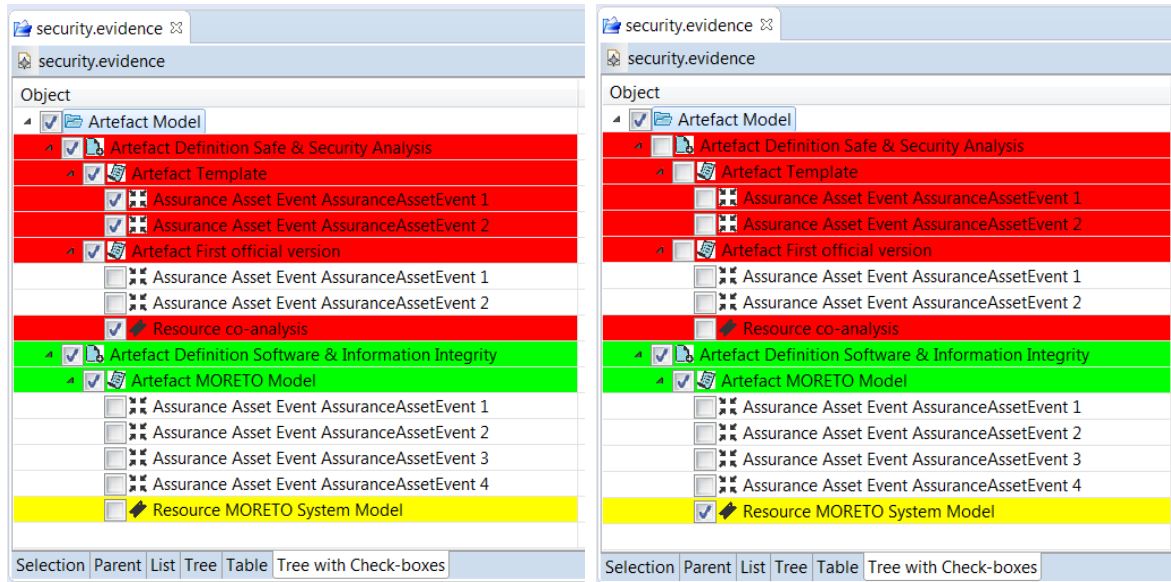 security.evidence
security.evidence
Object
Artefact Model
Artefact Definition Safe & Security Analysis
Artefact Template
Assurance Asset Event AssuranceAssetEvent 1
Assurance Asset Event AssuranceAssetEvent 2
Artefact First official version
Assurance Asset Event AssuranceAssetEvent 1
Assurance Asset Event AssuranceAssetEvent 2
Resource co-analysis
Artefact Definition Software & Information Integrity
Artefact MORETO Model
Assurance Asset Event AssuranceAssetEvent 1
Assurance Asset Event AssuranceAssetEvent 2
Assurance Asset Event AssuranceAssetEvent 3
Assurance Asset Event AssuranceAssetEvent 4
Resource MORETO System Model
Selection Parent List Tree Table Tree with Check-boxes
security.evidence
security.evidence
Object
Artefact Model
Artefact Definition Safe & Security Analysis
Artefact Template
Assurance Asset Event AssuranceAssetEvent 1
Assurance Asset Event AssuranceAssetEvent 2
Artefact First official version
Assurance Asset Event AssuranceAssetEvent 1
Assurance Asset Event AssuranceAssetEvent 2
Resource co-analysis
Artefact Definition Software & Information Integrity
Artefact MORETO Model
Assurance Asset Event AssuranceAssetEvent 1
Assurance Asset Event AssuranceAssetEvent 2
Assurance Asset Event AssuranceAssetEvent 3
Assurance Asset Event AssuranceAssetEvent 4
Resource MORETO System Model
Selection Parent List Tree Table Tree with Check-boxes